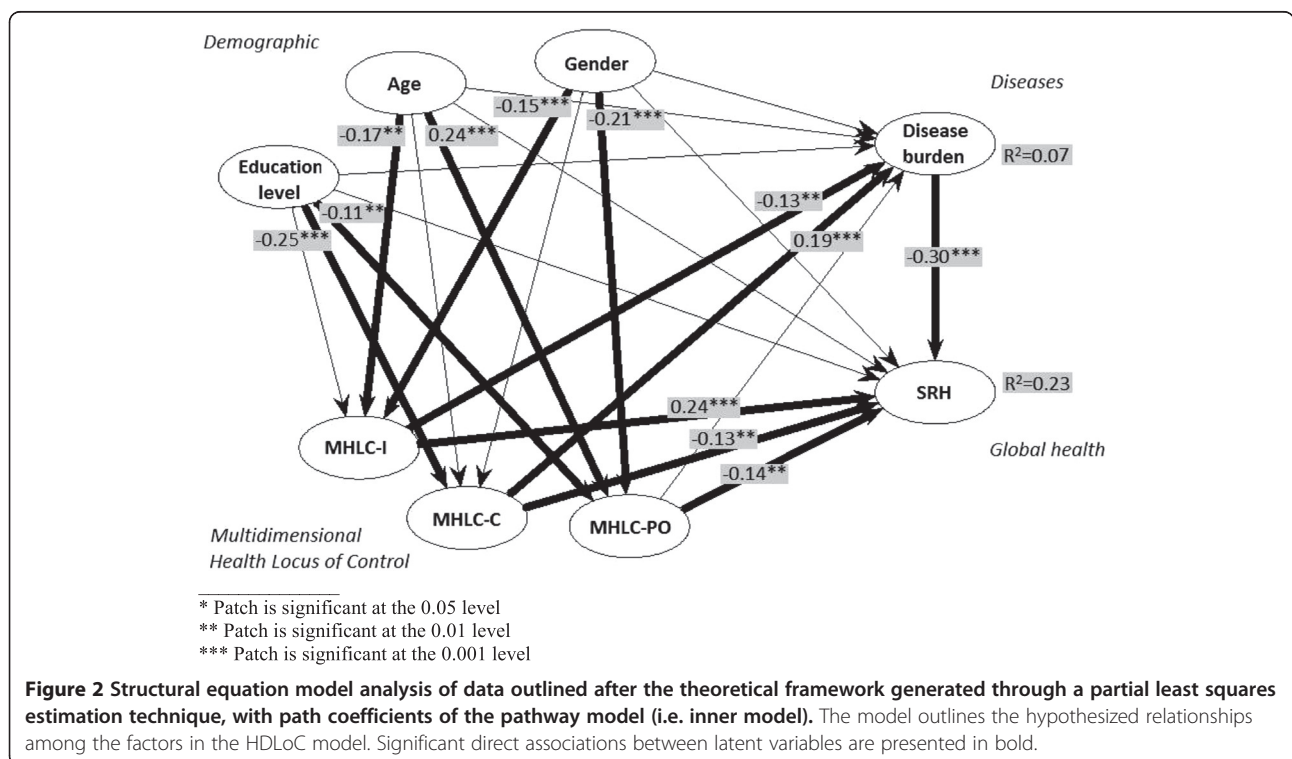 Demographic
Age
Gender
Diseases
-0.15***
-0.17**
0.24***
-0.21***
Disease
burden
R²=0.07
Education
level
-0.11**
-0.13**
-0.25***
0.19***
-0.30***
SRH
R²=0.23
0.24***
-0.13**
-0.14**
MHLC-I
Global health
MHLC-C
MHLC-PO
Multidimensional
Health Locus of Control
* Patch is significant at the 0.05 level
** Patch is significant at the 0.01 level
*** Patch is significant at the 0.001 level
Figure 2 Structural equation model analysis of data outlined after the theoretical framework generated through a partial least squares
estimation technique, with path coefficients of the pathway model (i.e. inner model). The model outlines the hypothesized relationships
among the factors in the HDLoC model. Significant direct associations between latent variables are presented in bold.